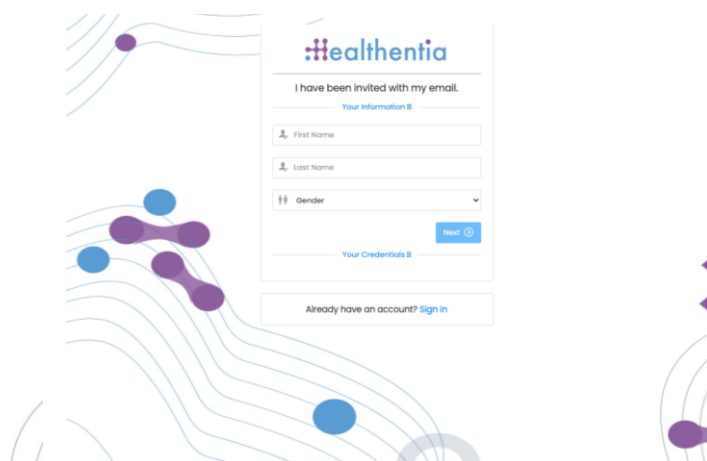 Healthentia
I have been invited with my email.
Your Information
First Name
Last Name
Gender
Next
Your Credentials
Already have an account? Sign in